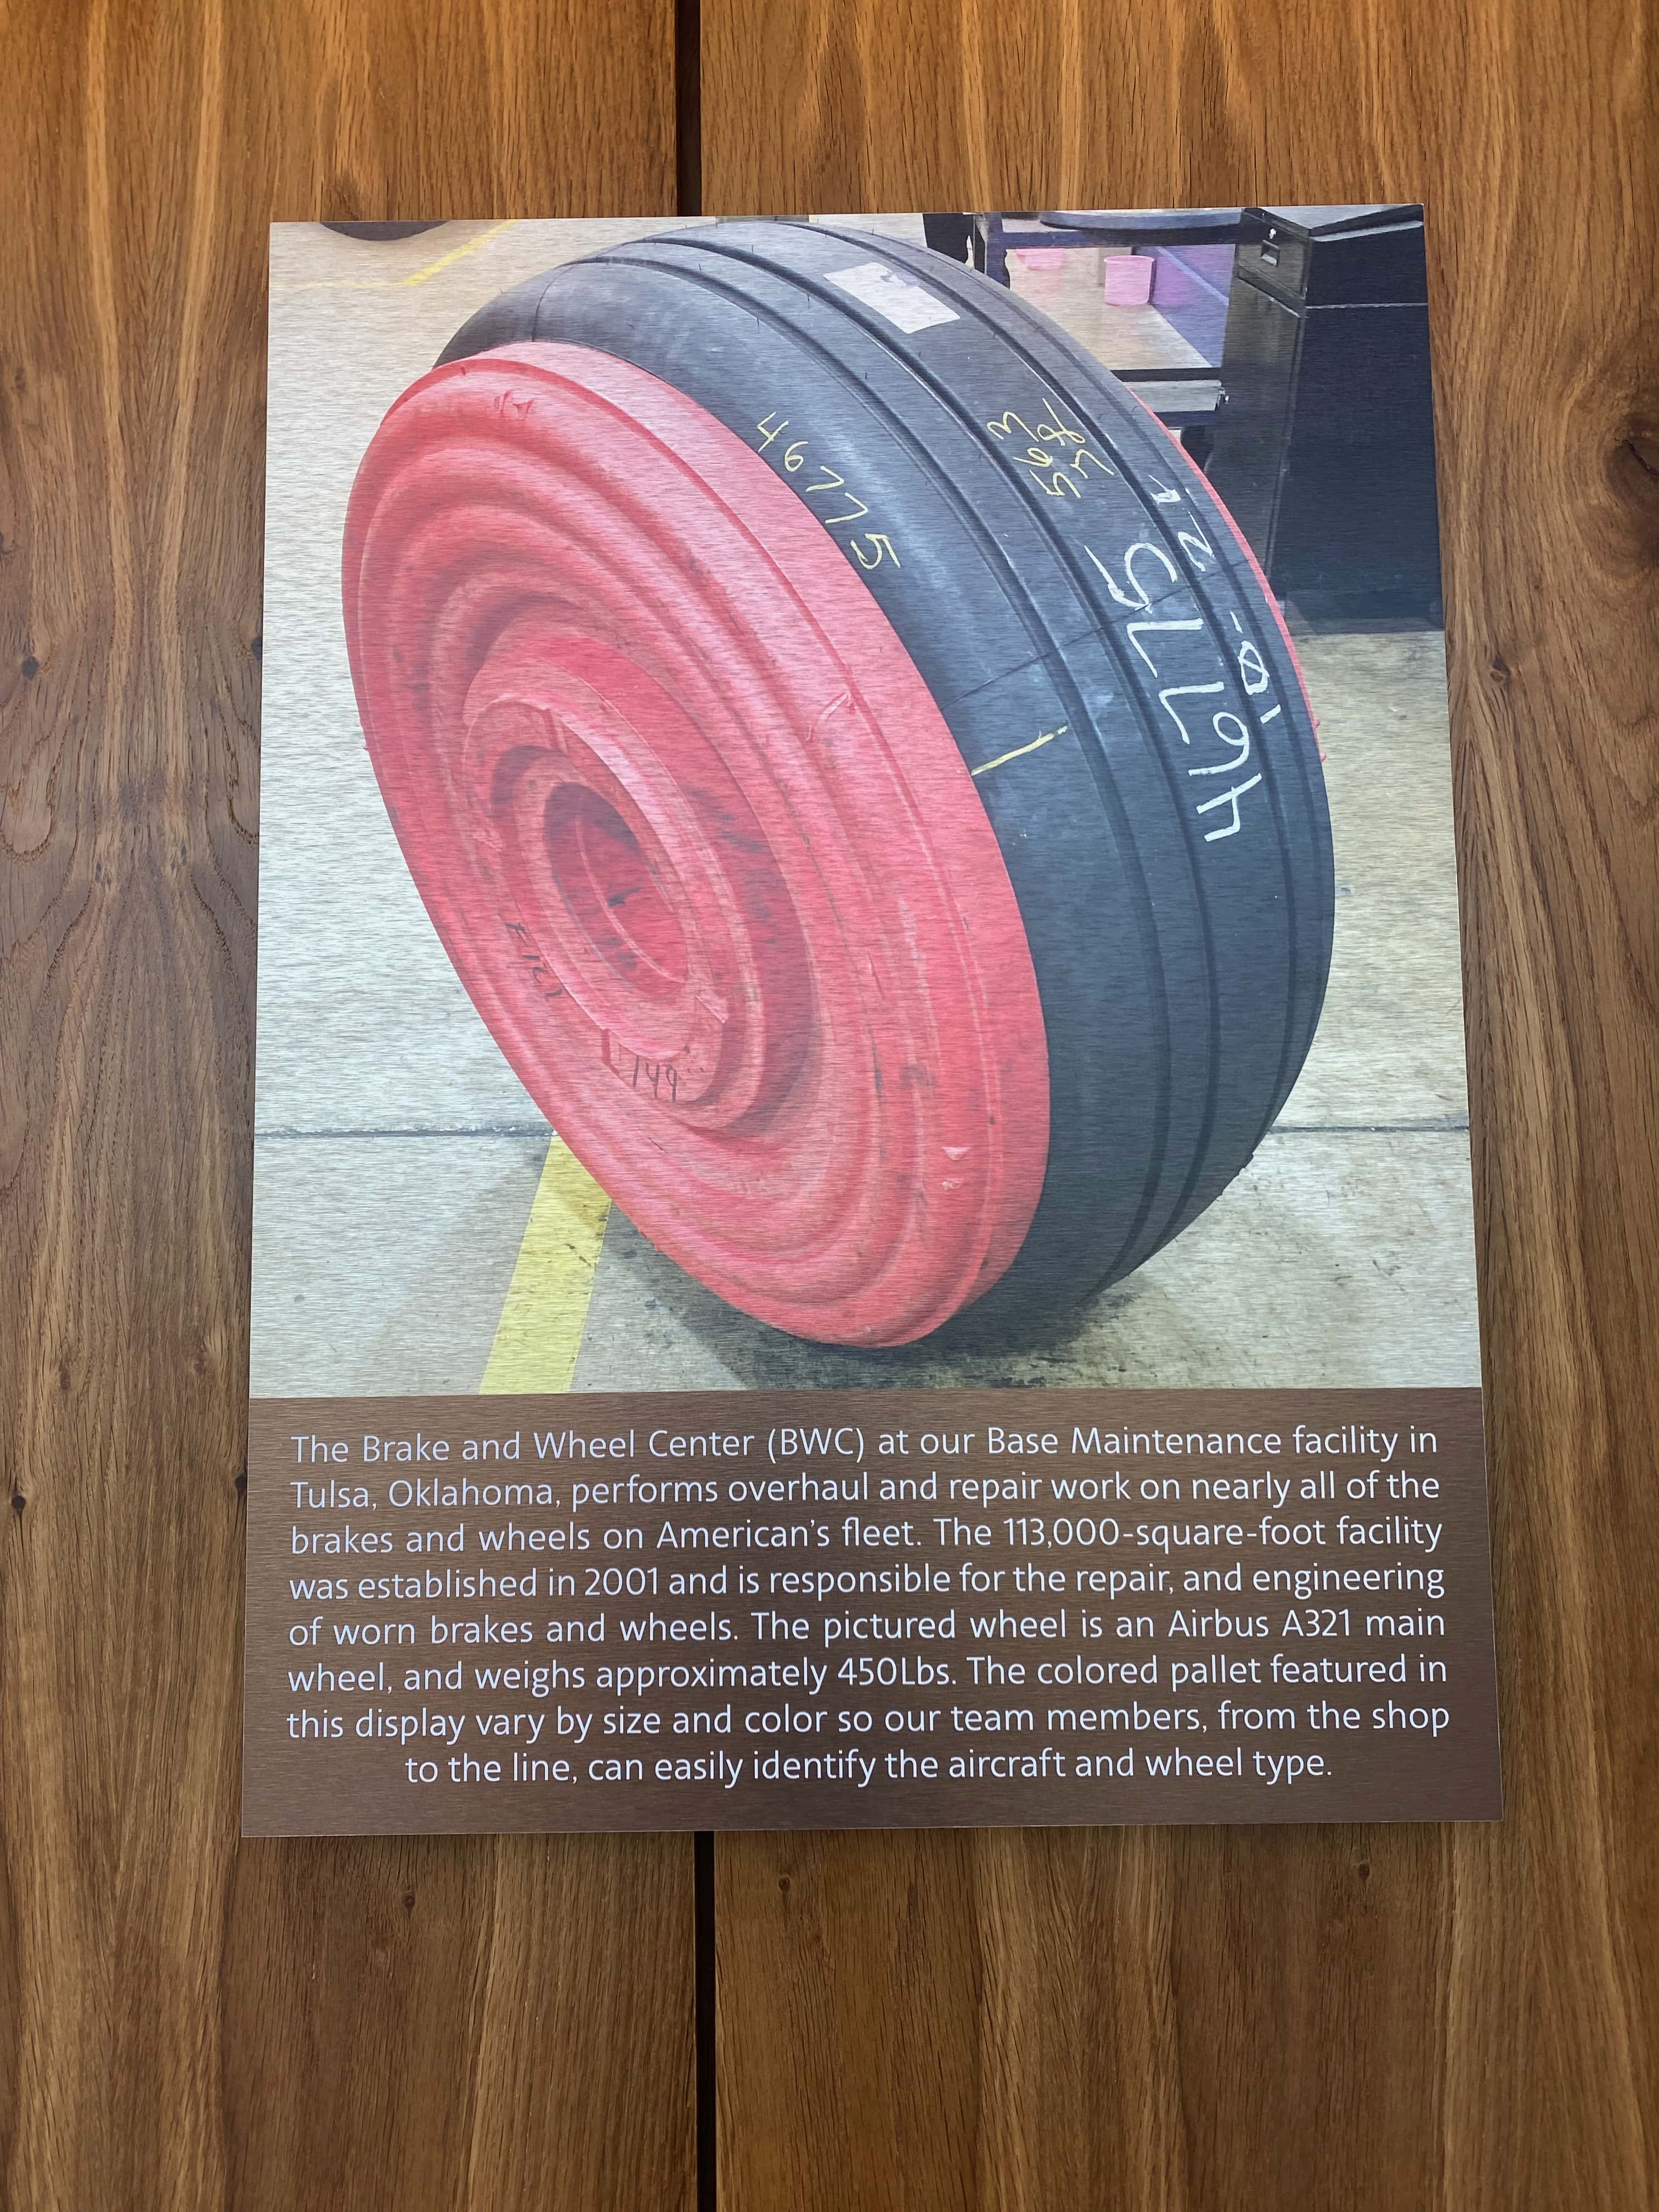 46775
46775
The Brake and Wheel Center (BWC) at our Base Maintenance facility in
Tulsa, Oklahoma, performs overhaul and repair work on nearly all of the
brakes and wheels on American's fleet. The 113,000-square-foot facility
was established in 2001 and is responsible for the repair, and engineering
of worn brakes and wheels. The pictured wheel is an Airbus A321 main
wheel, and weighs approximately 450Lbs. The colored pallet featured in
this display vary by size and color so our team members, from the shop
to the line, can easily identify the aircraft and wheel type.